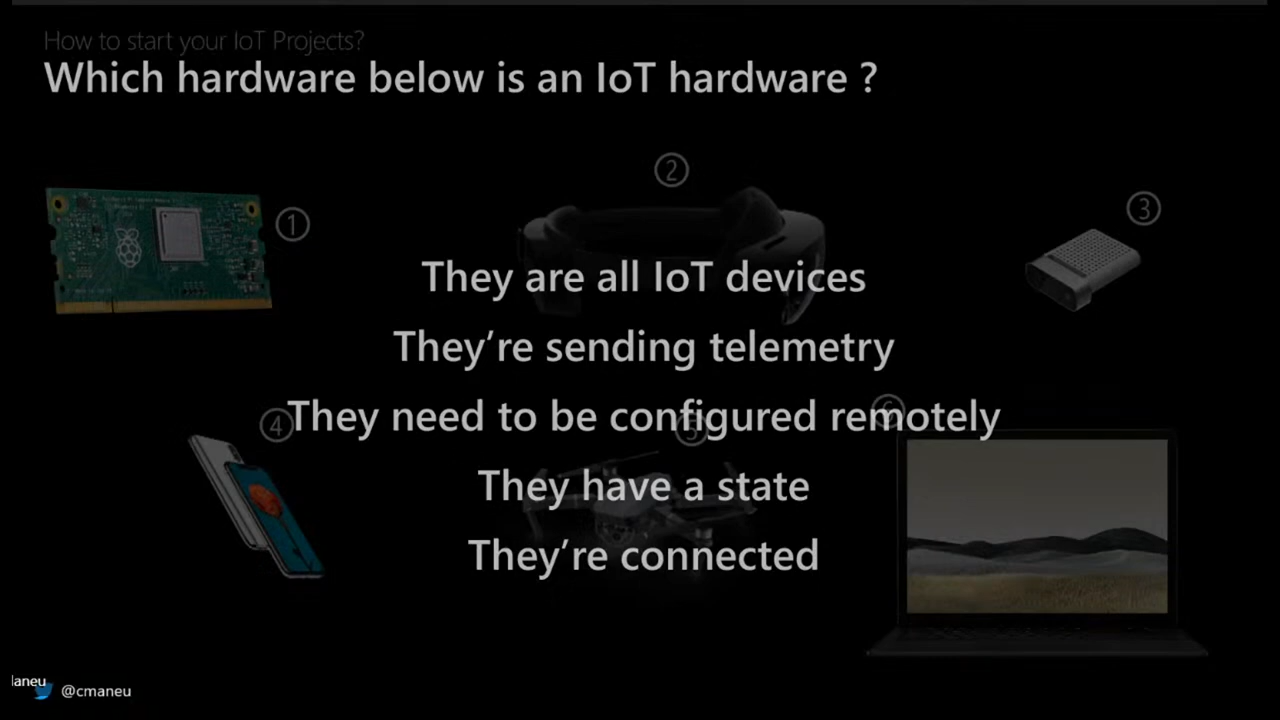 How to start your IoT Projects?
Which hardware below is an IoT hardware ?
②
③
①
They are all IoT devices
They're sending telemetry
They need to be configured remotely
④
⑤
⑥
They have a state
They're connected
@cmaneu